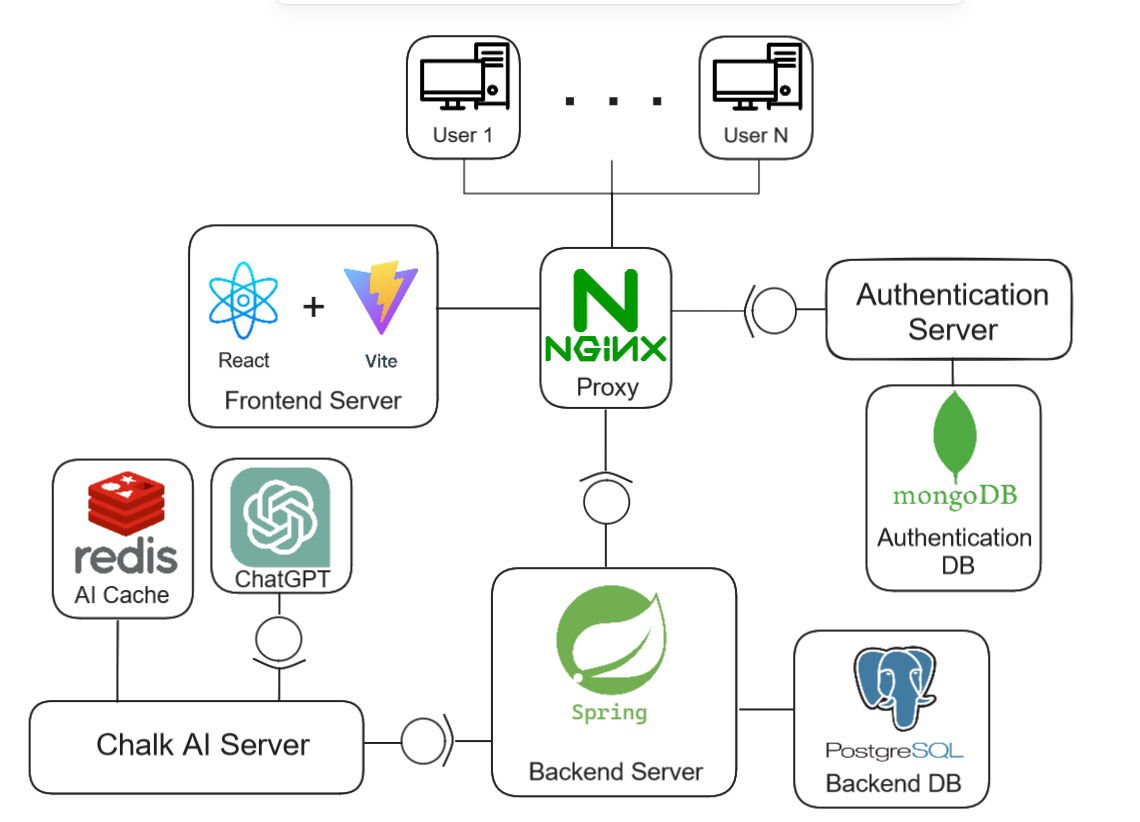 User 1
User N
React
+
Vite
Frontend Server
NGiNX
Proxy
Authentication
Server
mongoDB
Authentication
DB
redis
AI Cache
ChatGPT
Chalk AI Server
Spring
Backend Server
PostgreSQL
Backend DB